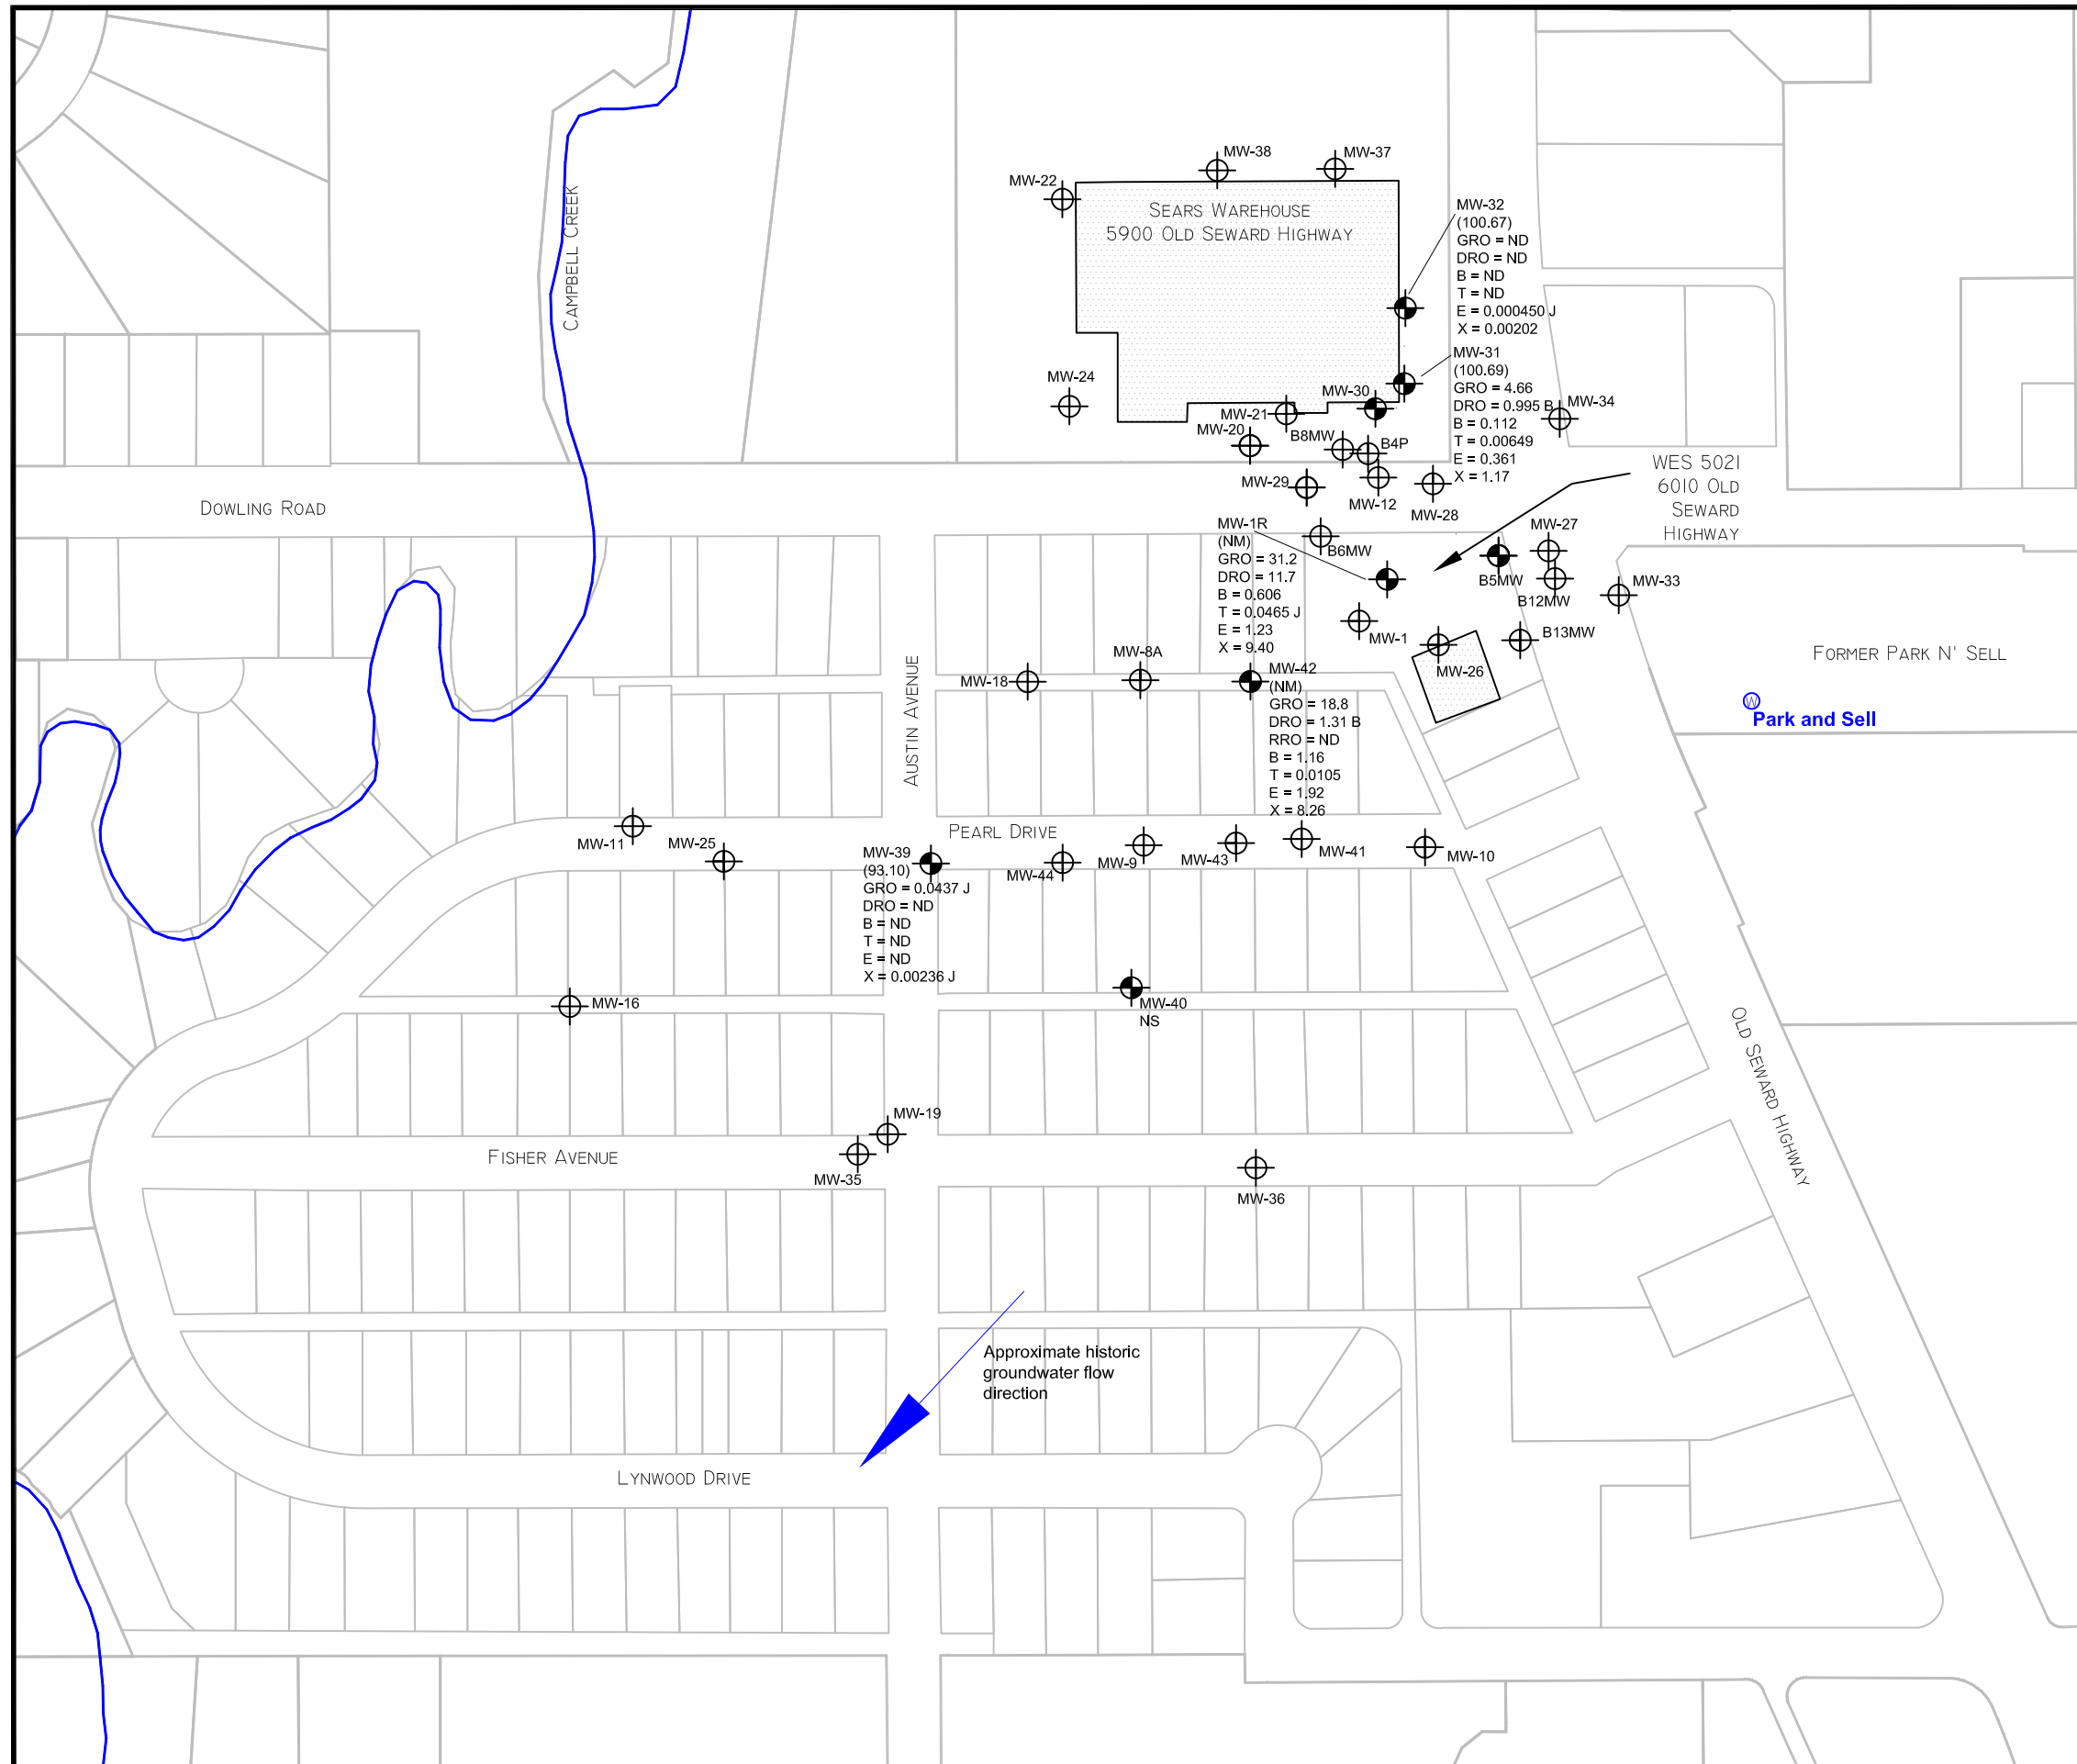 MW-38
MW-37
MW-22
SEARS WAREHOUSE
5900 OLD SEWARD HIGHWAY
CAMPBELL CREEK
MW-32
(100.67)
GRO = ND
DRO = ND
B = ND
T = ND
E = 0.000450 J
X = 0.00202
MW-31
(100.69)
GRO = 4.66
DRO = 0.995 B
B = 0.112
T = 0.00649
E = 0.361
X = 1.17
MW-24
MW-30
MW-34
MW-21
MW-20
B8MW
B4P
MW-29
MW-12
MW-28
WES 5021
6010 OLD
SEWARD
HIGHWAY
DOWLING ROAD
MW-1R
(NM)
GRO = 31.2
DRO = 11.7
B = 0.606
T = 0.0465 J
E = 1.23
X = 9.40
B6MW
MW-27
B5MW
B12MW
MW-33
MW-1
B13MW
MW-26
FORMER PARK N' SELL
W
Park and Sell
AUSTIN AVENUE
MW-18
MW-8A
MW-42
(NM)
GRO = 18.8
DRO = 1.31 B
RRO = ND
B = 1.16
T = 0.0105
E = 1.92
X = 8.26
PEARL DRIVE
MW-11
MW-25
MW-39
(93.10)
GRO = 0.0437 J
DRO = ND
B = ND
T = ND
E = ND
X = 0.00236 J
MW-44
MW-9
MW-43
MW-41
MW-10
MW-16
MW-40
NS
OLD SEWARD HIGHWAY
MW-19
FISHER AVENUE
MW-35
MW-36
Approximate historic
groundwater flow
direction
LYNWOOD DRIVE